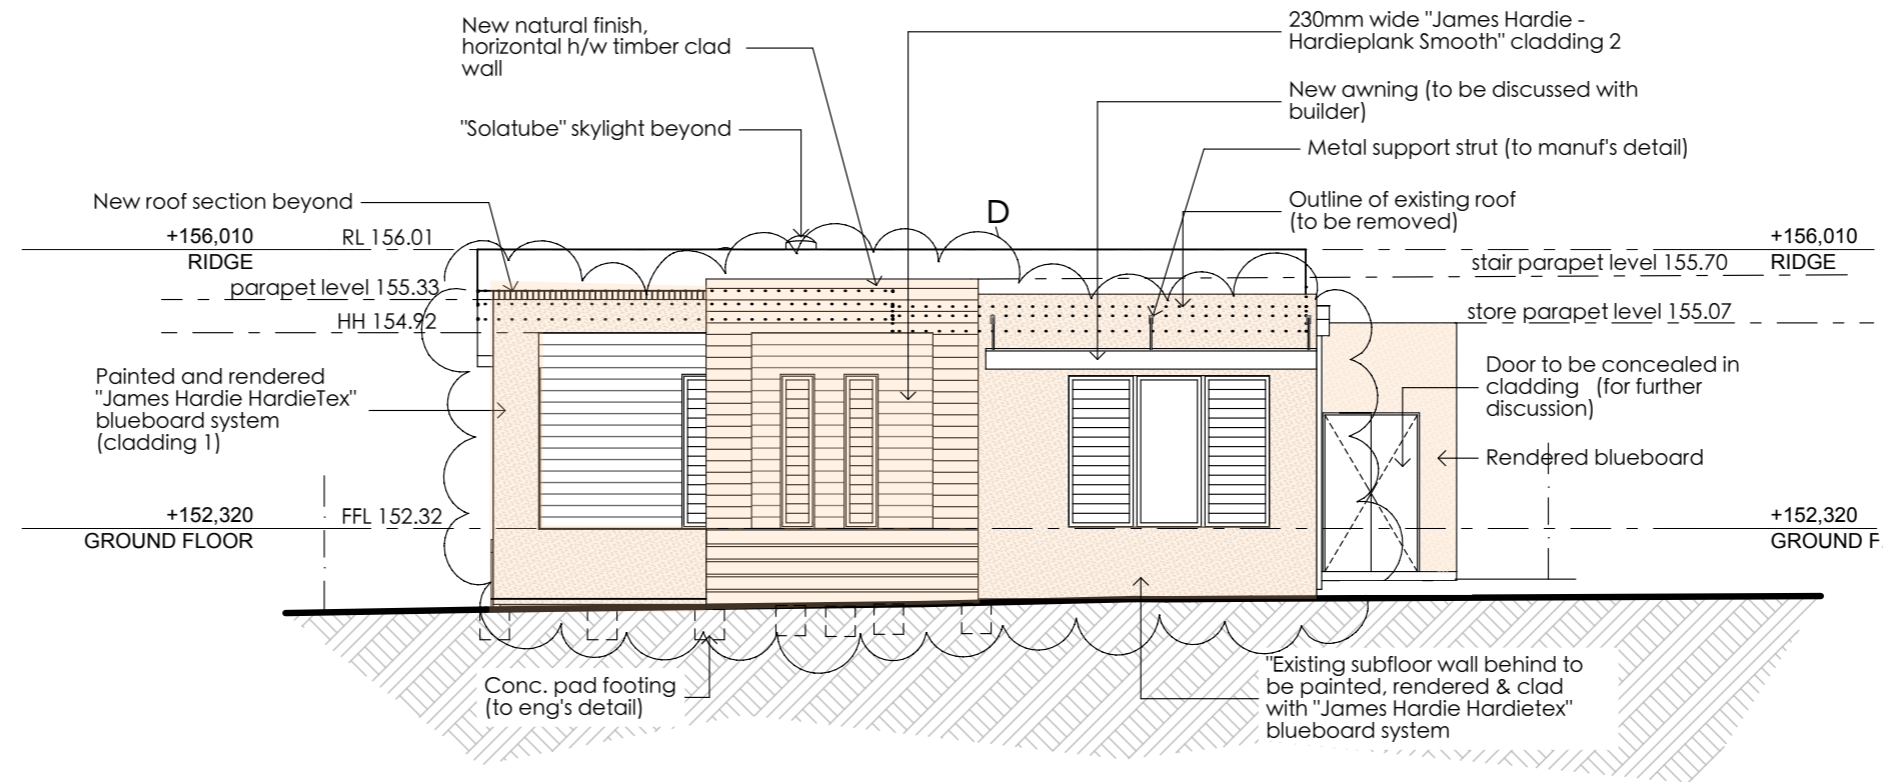 New natural finish,
horizontal h/w timber clad
wall
230mm wide "James Hardie -
Hardieplank Smooth" cladding 2
New awning (to be discussed with
builder)
"Solatube" skylight beyond
Metal support strut (to manuf's detail)
New roof section beyond
Outline of existing roof
(to be removed)
D
+156,010
RIDGE
RL 156.01
+156,010
RIDGE
stair parapet level 155.70
parapet level 155.33
HH 154.92
store parapet level 155.07
Painted and rendered
"James Hardie HardieTex"
blueboard system
(cladding 1)
Door to be concealed in
cladding (for further
discussion)
Rendered blueboard
+152,320
GROUND FLOOR
FFL 152.32
+152,320
GROUND F
Conc. pad footing
(to eng's detail)
"Existing subfloor wall behind to
be painted, rendered & clad
with "James Hardie Hardietex"
blueboard system